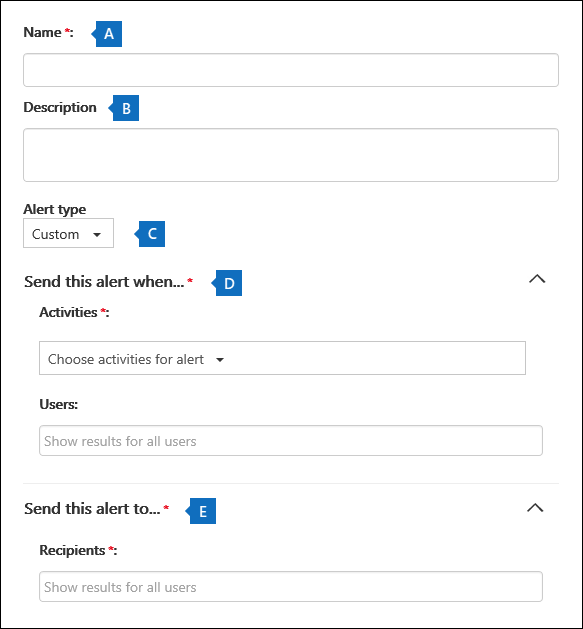 Name *: A
Description B
Alert type
Custom C
Send this alert when... * D
Activities *:
Choose activities for alert
Users:
Show results for all users
Send this alert to... * E
Recipients *:
Show results for all users